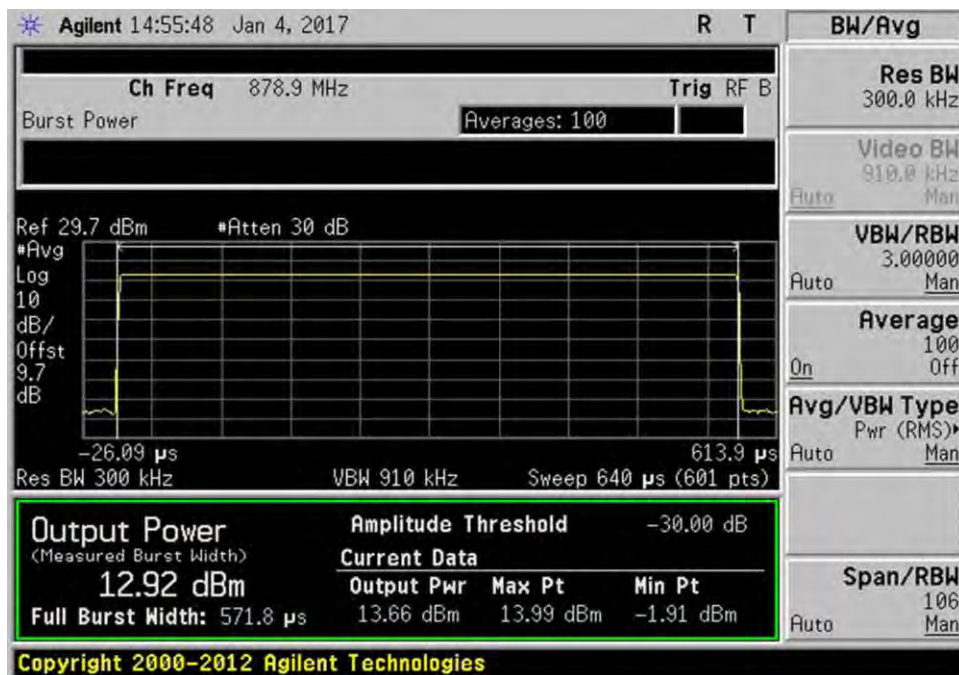 Agilent 14:55:48 Jan 4, 2017 R T
Ch Freq 878.9 MHz Trig RF B
Burst Power Averages: 100
Ref 29.7 dBm #Atten 30 dB
#Avg
Log
10
dB/
Offst
9.7
dB
-26.09 µs 613.9 µs
Res BW 300 kHz VBW 910 kHz Sweep 640 µs (601 pts)
Output Power
(Measured Burst Width)
12.92 dBm
Full Burst Width: 571.8 µs
Amplitude Threshold -30.00 dB
Current Data
Output Pwr Max Pt Min Pt
13.66 dBm 13.99 dBm -1.91 dBm
BW/Avg
Res BW
300.0 kHz
Video BW
910.0 kHz
Auto Man
VBW/RBW
3.00000
Auto Man
Average
100
On Off
Avg/VBW Type
Pwr (RMS)
Auto Man
Span/RBW
106
Auto Man
Copyright 2000-2012 Agilent Technologies